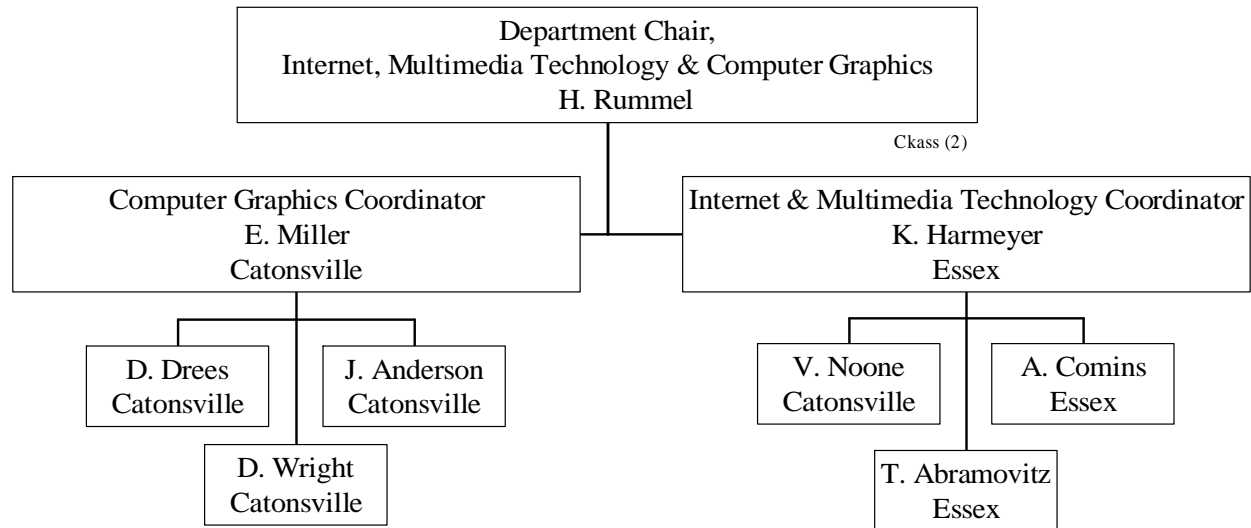 Department Chair,
Internet, Multimedia Technology & Computer Graphics
H. Rummel
Ckass (2)
Computer Graphics Coordinator
E. Miller
Catonsville
Internet & Multimedia Technology Coordinator
K. Harmeyer
Essex
D. Drees
Catonsville
J. Anderson
Catonsville
D. Wright
Catonsville
V. Noone
Catonsville
A. Comins
Essex
T. Abramovitz
Essex